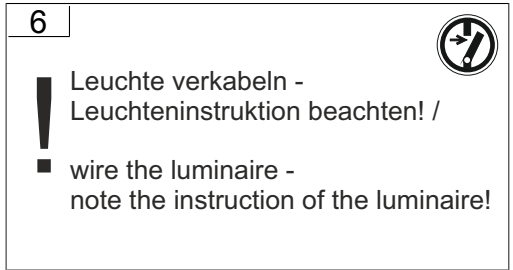 6
! Leuchte verkabeln -
Leuchteninstruktion beachten! /
wire the luminaire -
note the instruction of the luminaire!